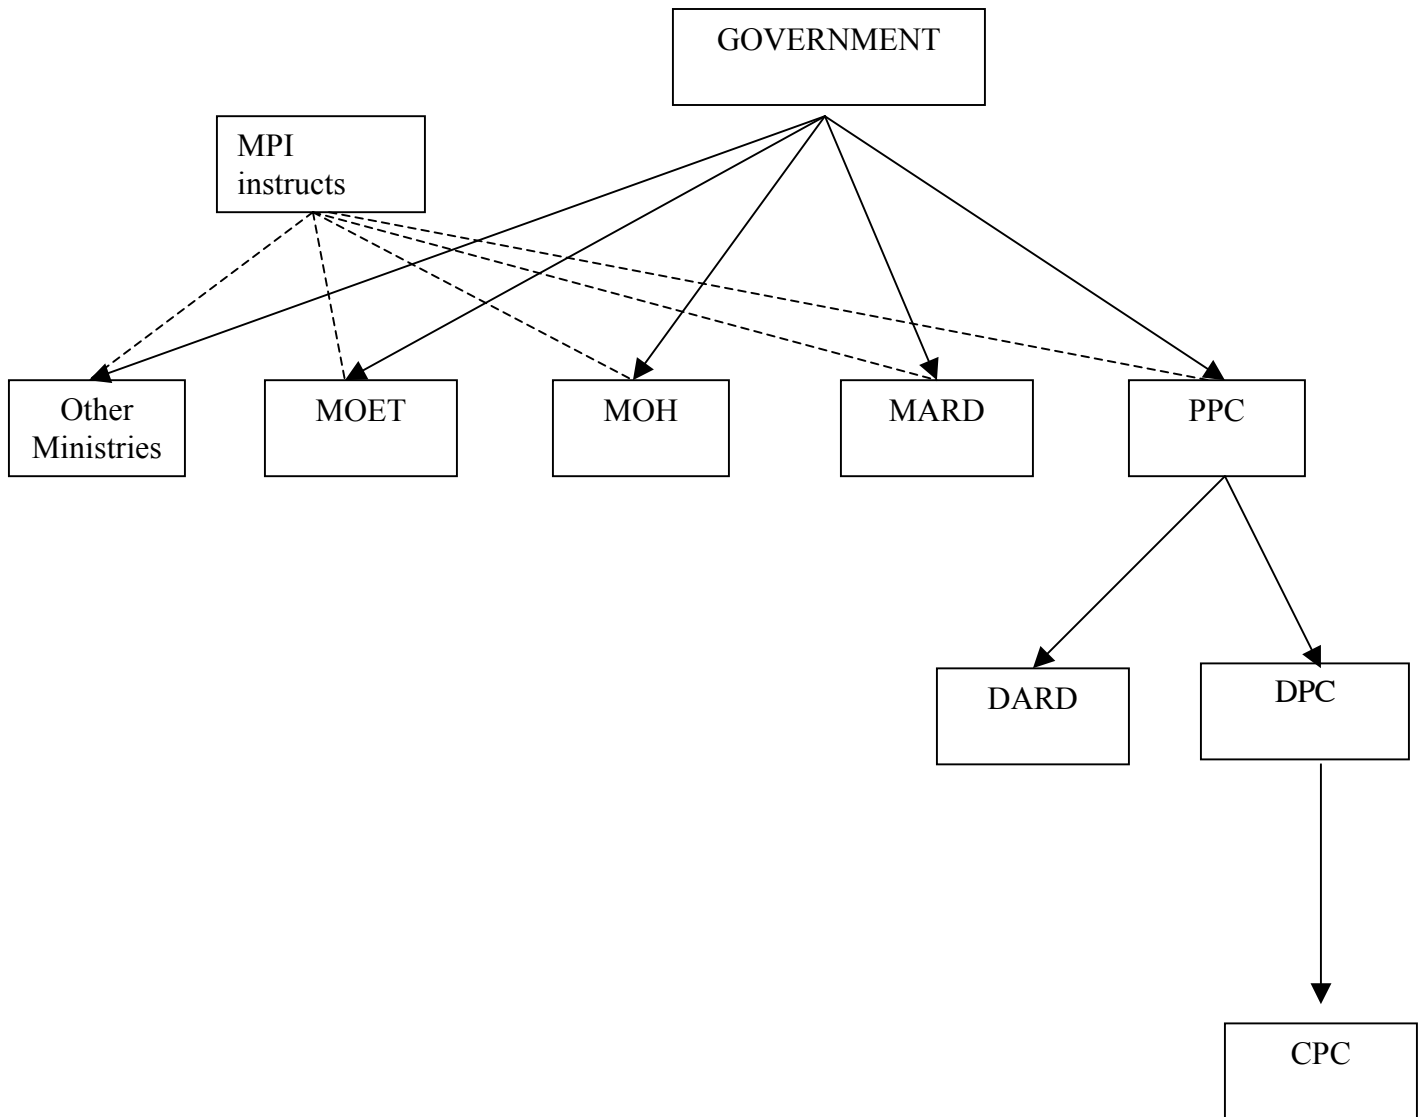 GOVERNMENT
MPI
instructs
Other
Ministries
MOET
MOH
MARD
PPC
DARD
DPC
CPC